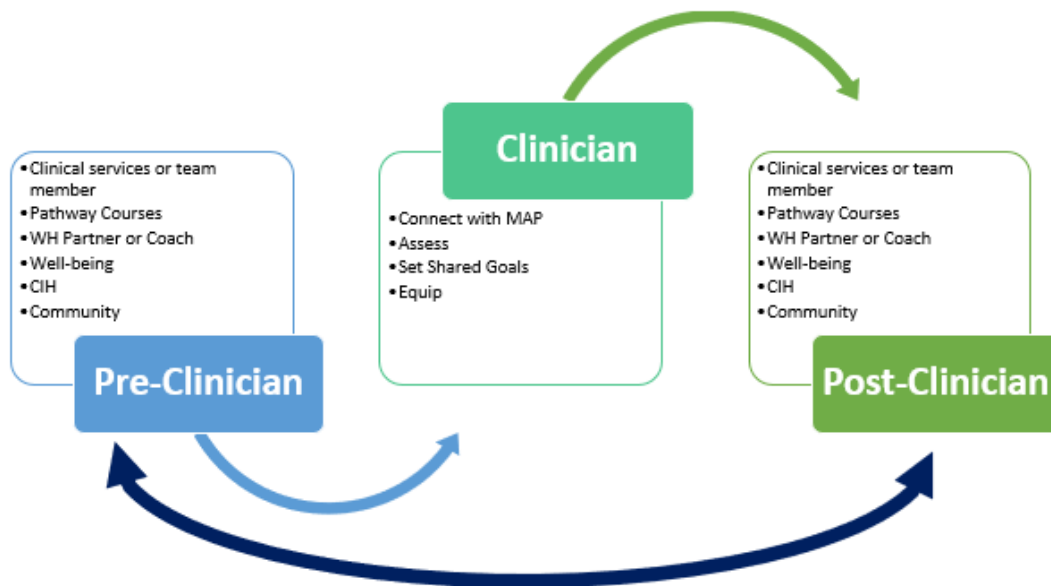 •Clinical services or team
member
•Pathway Courses
•WH Partner or Coach
•Well-being
•CIH
•Community
Pre-Clinician
Clinician
•Connect with MAP
•Assess
•Set Shared Goals
•Equip
•Clinical services or team
member
•Pathway Courses
•WH Partner or Coach
•Well-being
•CIH
•Community
Post-Clinician